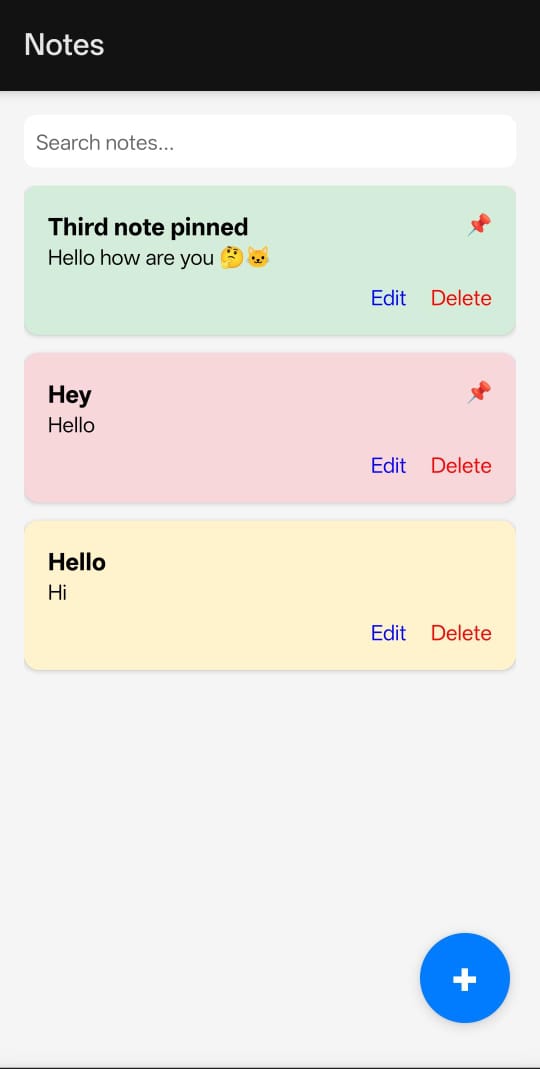 Notes
Search notes...
Third note pinned 📌
Hello how are you 🤔🐱
Edit Delete
Hey 📌
Hello
Edit Delete
Hello
Hi
Edit Delete
+